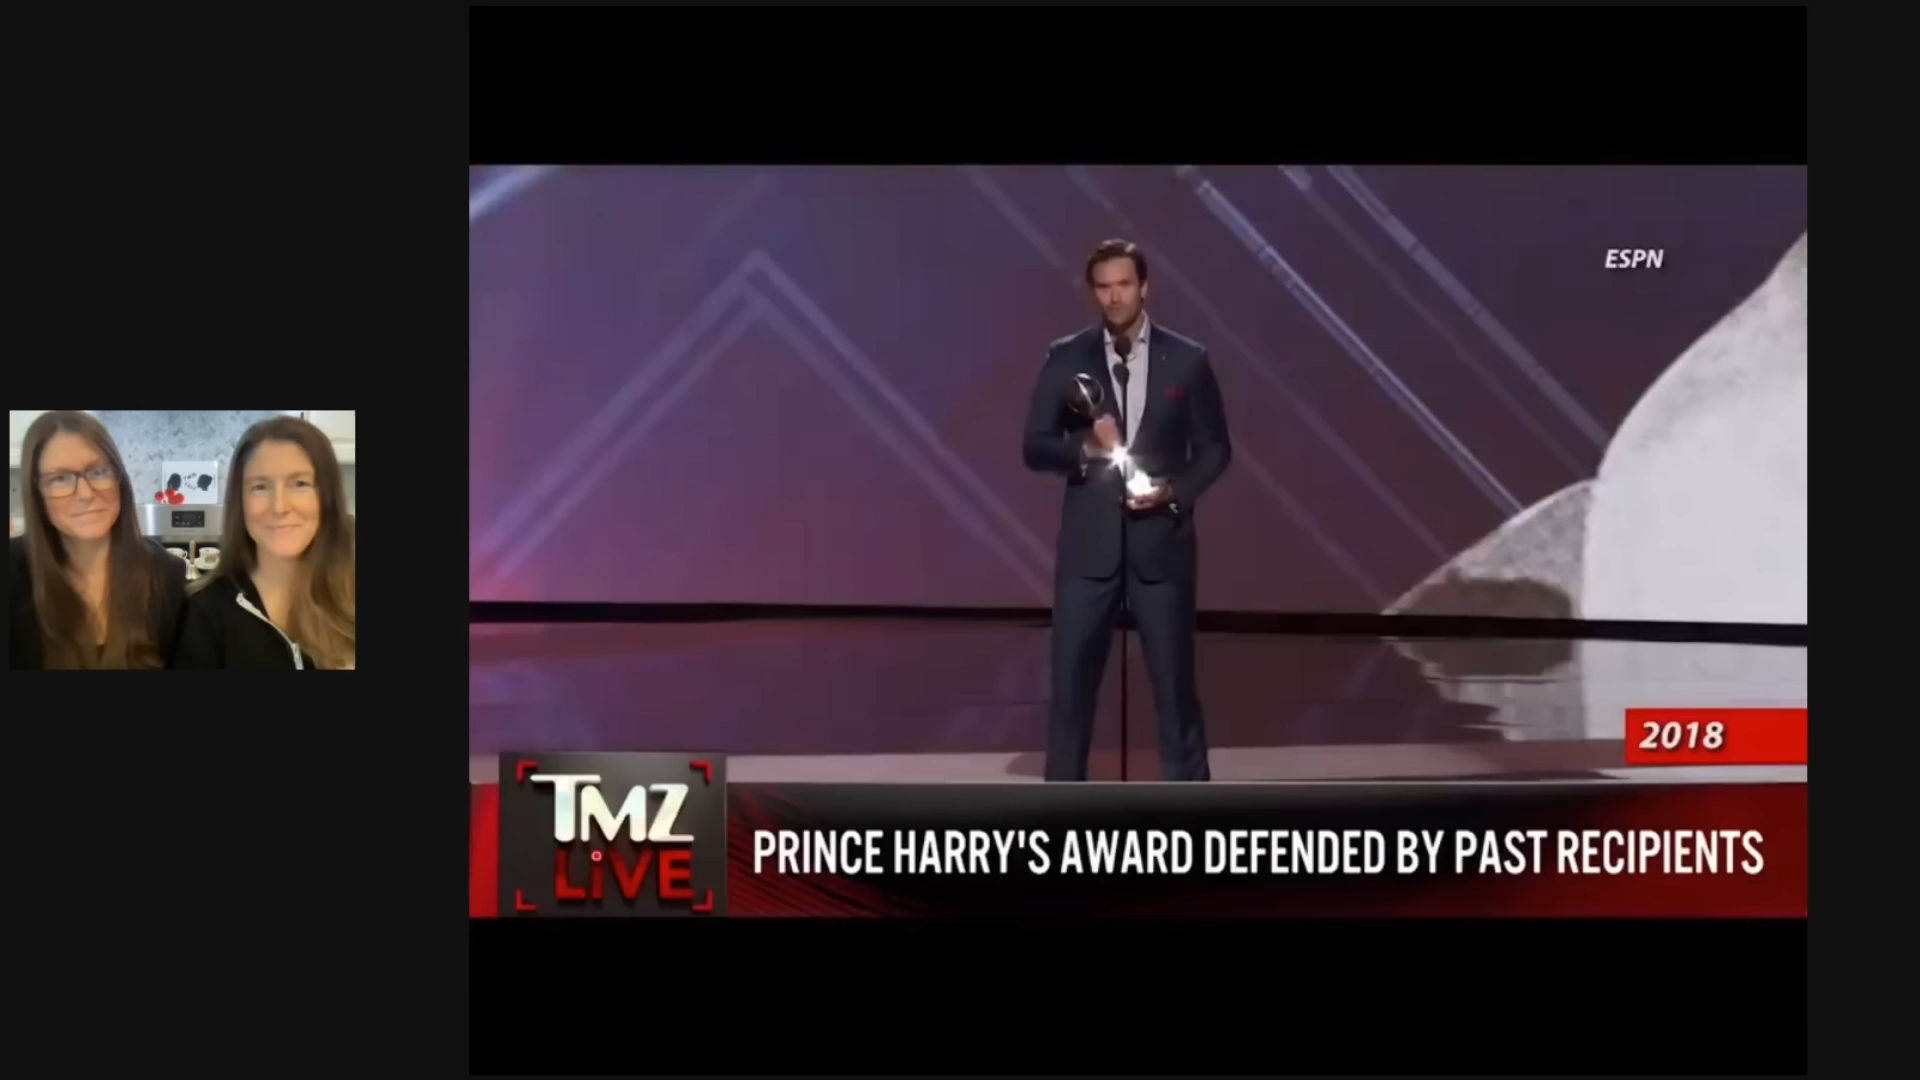 ESPN
2018
TMZ
LiVE
PRINCE HARRY'S AWARD DEFENDED BY PAST RECIPIENTS